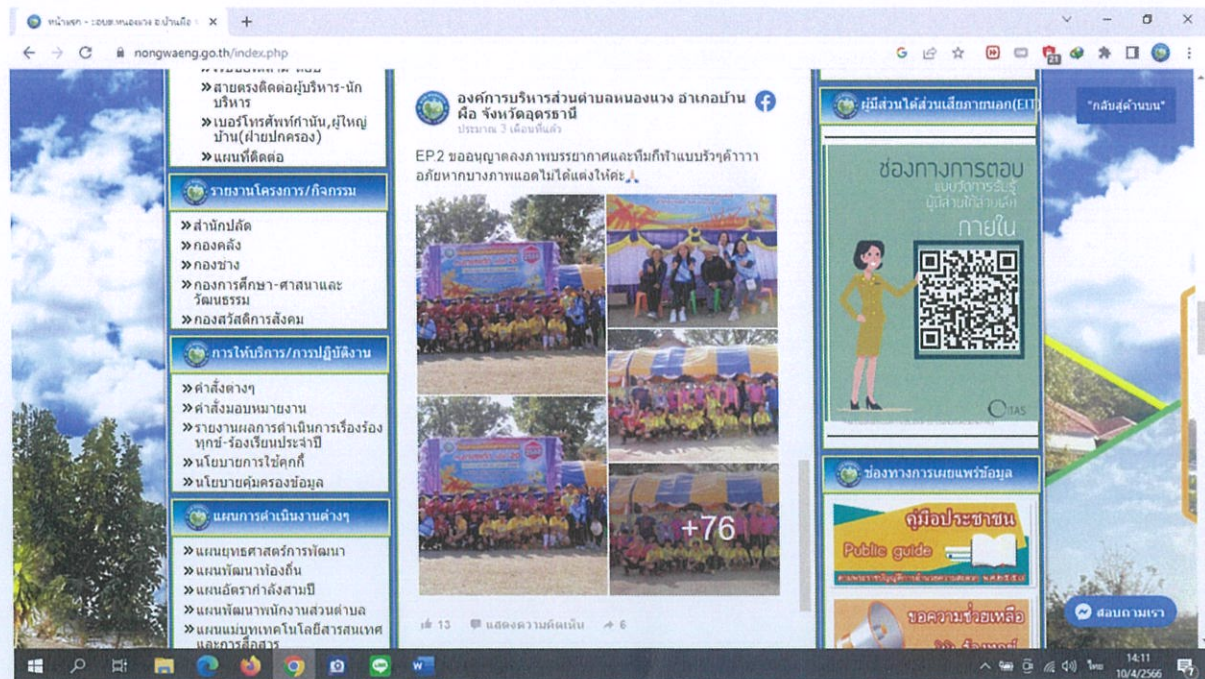 หน้าแรก - :อบต.หนองแวง อ.บ้านผือ
nongwaeng.go.th/index.php
สายตรงผู้บริหาร-นัก
บริหาร
เบอร์โทรศัพท์กำนัน,ผู้ใหญ่
บ้าน(ฝ่ายปกครอง)
แผนที่ติดต่อ
รายงานโครงการ/กิจกรรม
สำนักปลัด
กองคลัง
กองช่าง
กองการศึกษา-ศาสนาและ
วัฒนธรรม
กองสวัสดิการสังคม
การให้บริการ/การปฏิบัติงาน
คำสั่งต่างๆ
คำสั่งมอบหมายงาน
รายงานผลการดำเนินการเรื่องร้อง
ทุกข์-ร้องเรียนประจำปี
นโยบายการใช้คุกกี้
นโยบายคุ้มครองข้อมูล
แผนการดำเนินงานต่างๆ
แผนยุทธศาสตร์การพัฒนา
แผนพัฒนาท้องถิ่น
แผนอัตรากำลังสามปี
แผนพัฒนาพนักงานส่วนตำบล
แผนแม่บทเทคโนโลยีสารสนเทศ
และการสื่อสาร
องค์การบริหารส่วนตำบลหนองแวง อำเภอบ้าน
ผือ จังหวัดอุดรธานี
ประมาณ 3 เดือนที่แล้ว
EP.2 ขออนุญาตลงภาพบรรยากาศและทีมกีฬาแบบรัวๆค้าาาา
อภัยหากบางภาพแอดไม่ได้แต่งให้ค่ะ🙏
+76
13 แสดงความคิดเห็น 6
ผู้มีส่วนได้ส่วนเสียภายนอก(EIT)
ช่องทางการตอบ
แบบวัดการรับรู้
ผู้มีส่วนได้ส่วนเสีย
ภายใน
ITAS
ช่องทางการเผยแพร่ข้อมูล
คู่มือประชาชน
Public guide
ขอความช่วยเหลือ
"กลับสู่ด้านบน"
สอบถามเรา
21
ไทย
14:11
10/4/2566
7